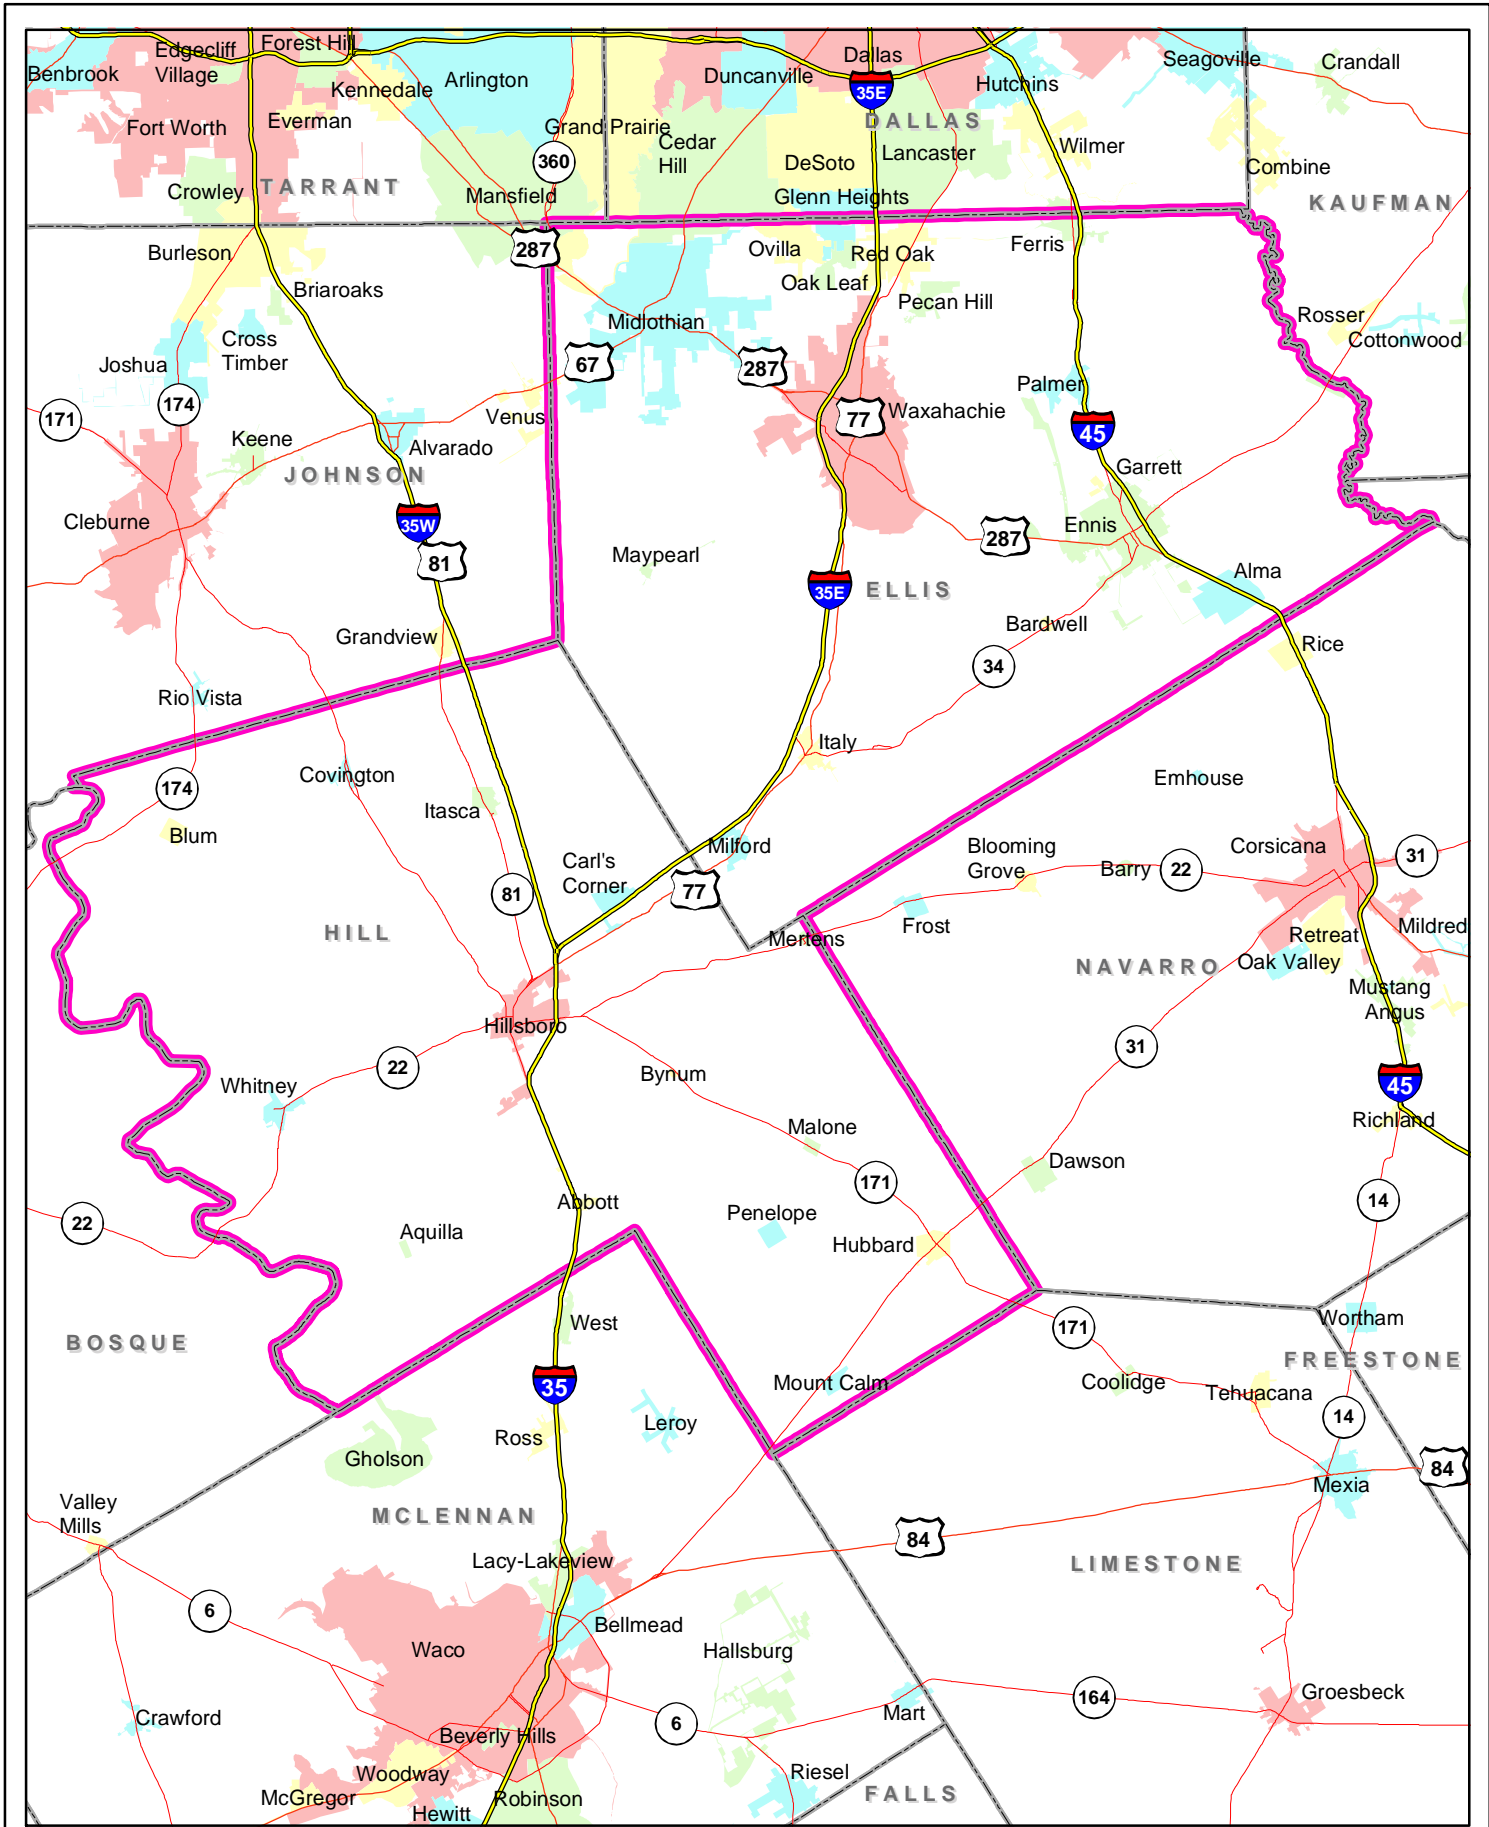 Edgecliff
Village
Forest Hill
Benbrook
Kennedale
Arlington
Duncanville
Dallas
35E
Hutchins
Seagoville
Crandall
Fort Worth
Everman
Grand Prairie
360
Cedar
Hill
DALLAS
DeSoto
Lancaster
Wilmer
Combine
Crowley
TARRANT
Mansfield
Glenn Heights
KAUFMAN
Burleson
287
Ovilla
Red Oak
Ferris
Briaroaks
Oak Leaf
Pecan Hill
Rosser
Cross
Timber
Midlothian
Cottonwood
Joshua
67
287
Palmer
171
174
Venus
77
Waxahachie
45
Keene
Alvarado
JOHNSON
Garrett
Cleburne
35W
Ennis
287
81
Maypearl
35E
ELLIS
Alma
Grandview
Bardwell
Rice
34
Rio Vista
Italy
Covington
174
Itasca
Emhouse
Blum
Milford
Blooming
Grove
Corsicana
31
Carl's
Corner
Barry
22
81
77
HILL
Mertens
Frost
Mildred
Retreat
Oak Valley
NAVARRO
Mustang
Angus
Hillsboro
22
Whitney
Bynum
31
45
Malone
Richland
Dawson
171
14
22
Abbott
Penelope
Aquilla
Hubbard
West
171
Wortham
BOSQUE
FREESTONE
35
Mount Calm
Coolidge
Tehuacana
Leroy
14
Ross
Gholson
84
Mexia
Valley
Mills
MCLENNAN
84
Lacy-Lakeview
LIMESTONE
6
Bellmead
Waco
Hallsburg
Groesbeck
164
Crawford
Mart
6
Beverly Hills
Woodway
Riesel
FALLS
McGregor
Robinson
Hewitt